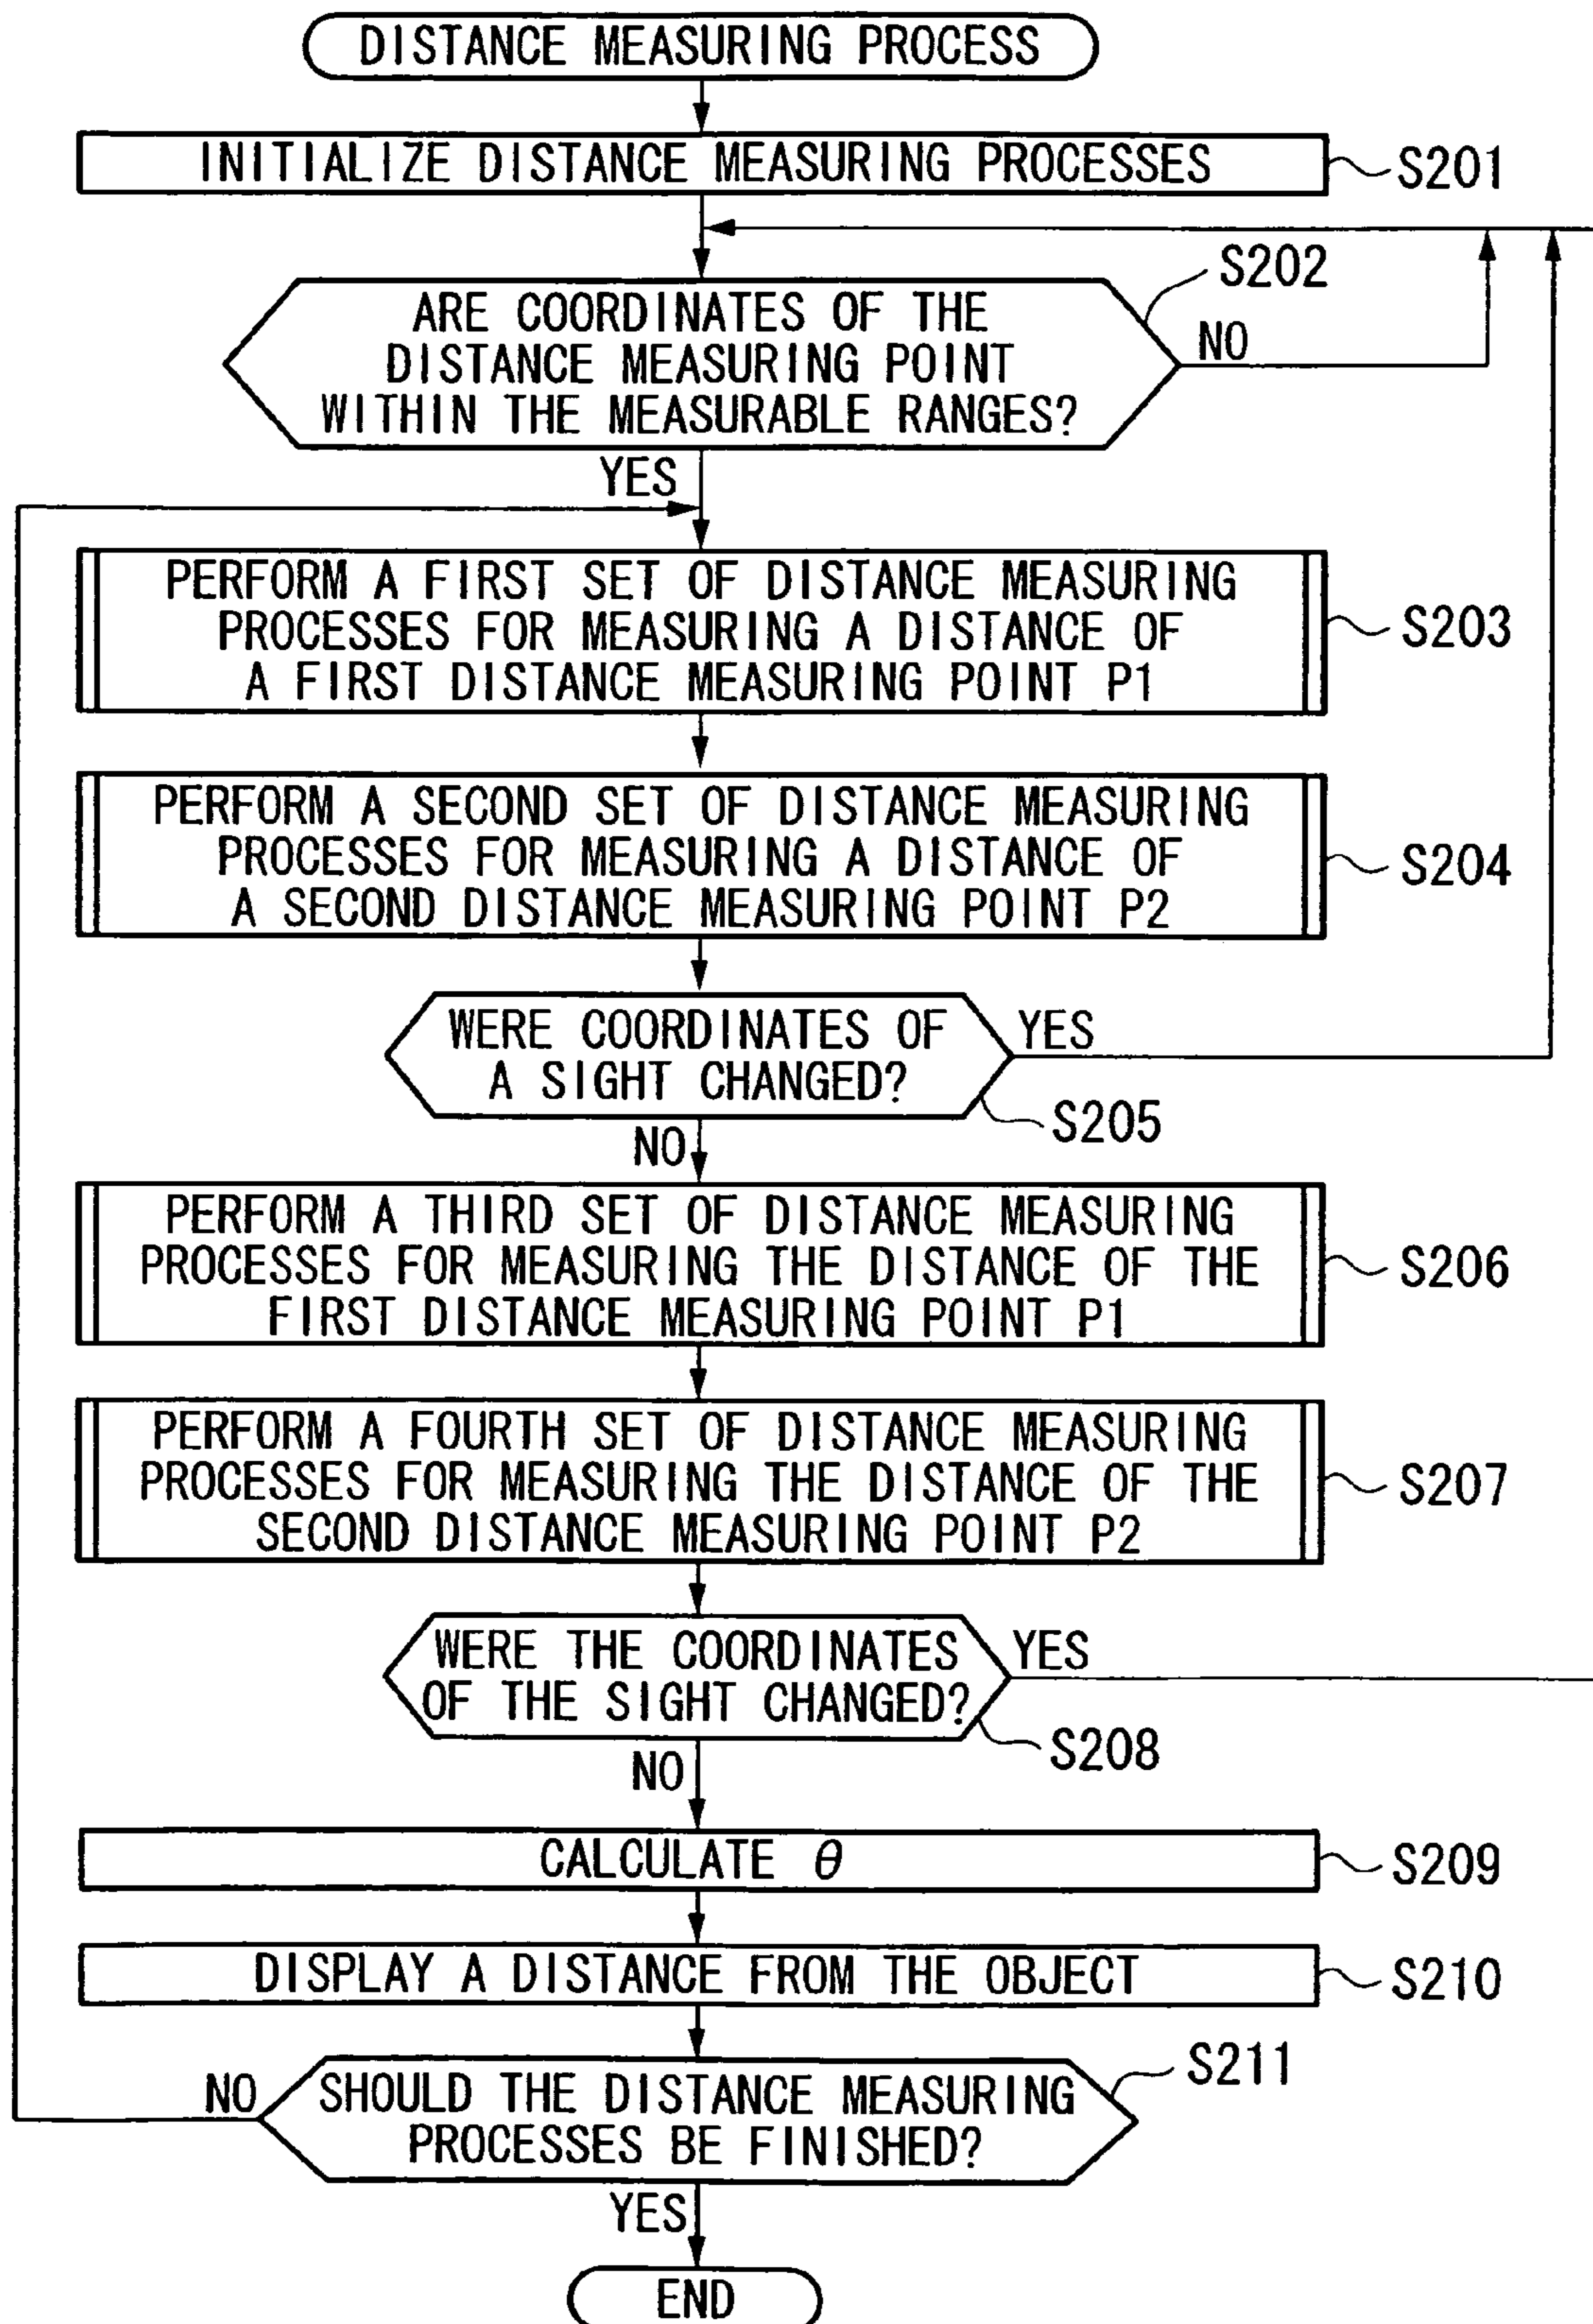 DISTANCE MEASURING PROCESS
INITIALIZE DISTANCE MEASURING PROCESSES
S201
S202
ARE COORDINATES OF THE
DISTANCE MEASURING POINT
WITHIN THE MEASURABLE RANGES?
NO
YES
PERFORM A FIRST SET OF DISTANCE MEASURING
PROCESSES FOR MEASURING A DISTANCE OF
A FIRST DISTANCE MEASURING POINT P1
S203
PERFORM A SECOND SET OF DISTANCE MEASURING
PROCESSES FOR MEASURING A DISTANCE OF
A SECOND DISTANCE MEASURING POINT P2
S204
WERE COORDINATES OF
A SIGHT CHANGED?
YES
S205
NO
PERFORM A THIRD SET OF DISTANCE MEASURING
PROCESSES FOR MEASURING THE DISTANCE OF THE
FIRST DISTANCE MEASURING POINT P1
S206
PERFORM A FOURTH SET OF DISTANCE MEASURING
PROCESSES FOR MEASURING THE DISTANCE OF THE
SECOND DISTANCE MEASURING POINT P2
S207
WERE THE COORDINATES
OF THE SIGHT CHANGED?
YES
S208
NO
CALCULATE θ
S209
DISPLAY A DISTANCE FROM THE OBJECT
S210
S211
NO
SHOULD THE DISTANCE MEASURING
PROCESSES BE FINISHED?
YES
END